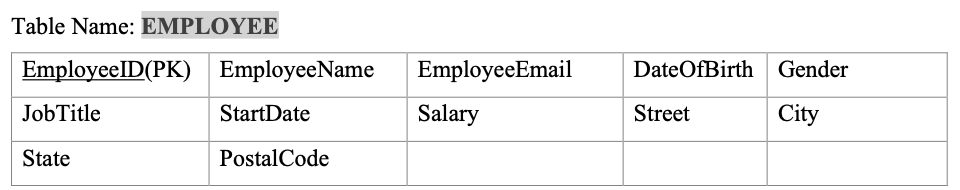 Table Name: EMPLOYEE
EmployeeID(PK) EmployeeName EmployeeEmail DateOfBirth Gender
JobTitle StartDate Salary Street City
State PostalCode